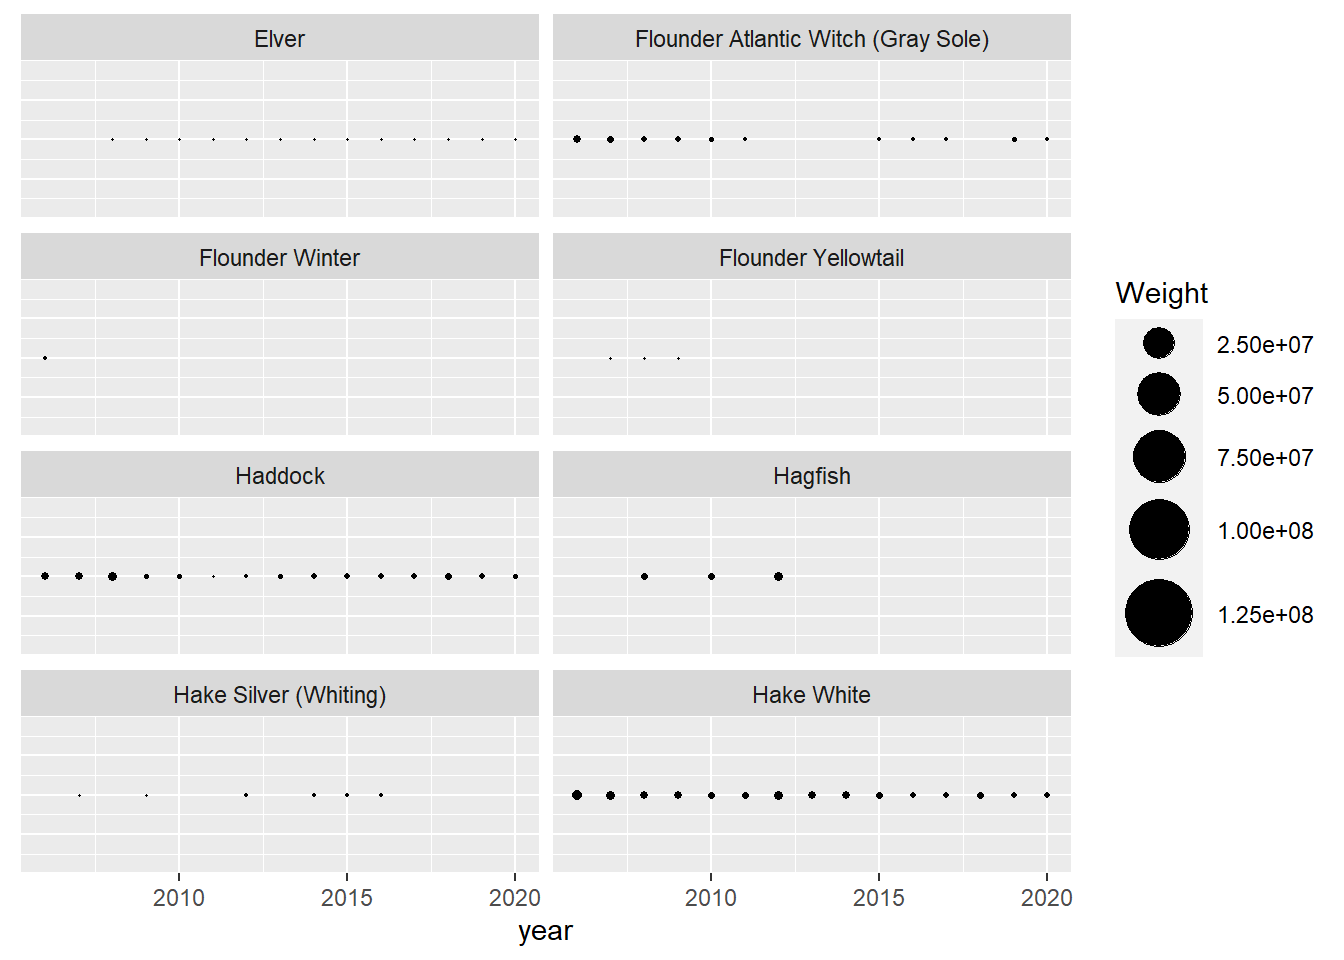 Elver
Flounder Atlantic Witch (Gray Sole)
Flounder Winter
Flounder Yellowtail
Haddock
Hagfish
Hake Silver (Whiting)
Hake White
2010
2015
2020
2010
2015
2020
year
Weight
2.50e+07
5.00e+07
7.50e+07
1.00e+08
1.25e+08